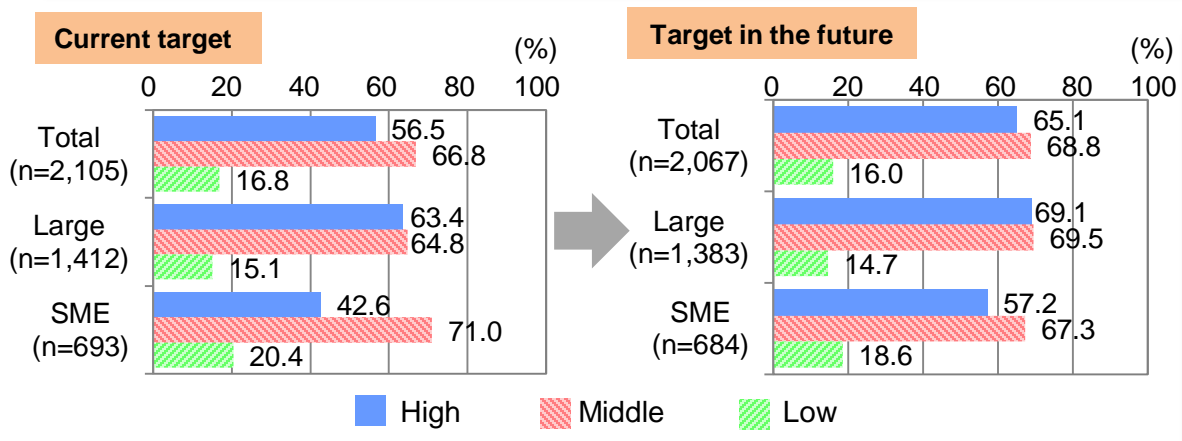 Current target
(%)
0 20 40 60 80 100
Total
(n=2,105)
56.5
66.8
16.8
Large
(n=1,412)
63.4
64.8
15.1
SME
(n=693)
42.6
71.0
20.4
Target in the future
(%)
0 20 40 60 80 100
Total
(n=2,067)
65.1
68.8
16.0
Large
(n=1,383)
69.1
69.5
14.7
SME
(n=684)
57.2
67.3
18.6
High Middle Low